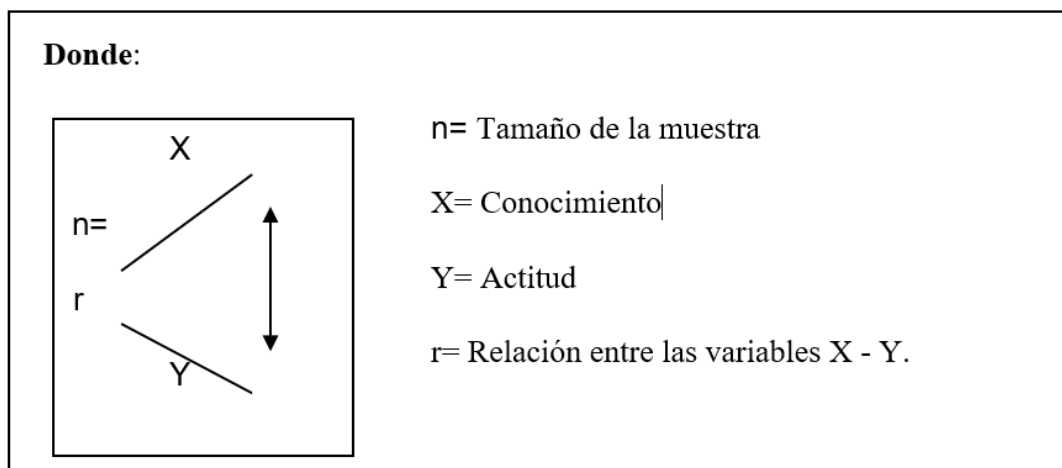 Donde:
X
n=
r
Y
n= Tamaño de la muestra
X= Conocimiento
Y= Actitud
r= Relación entre las variables X - Y.